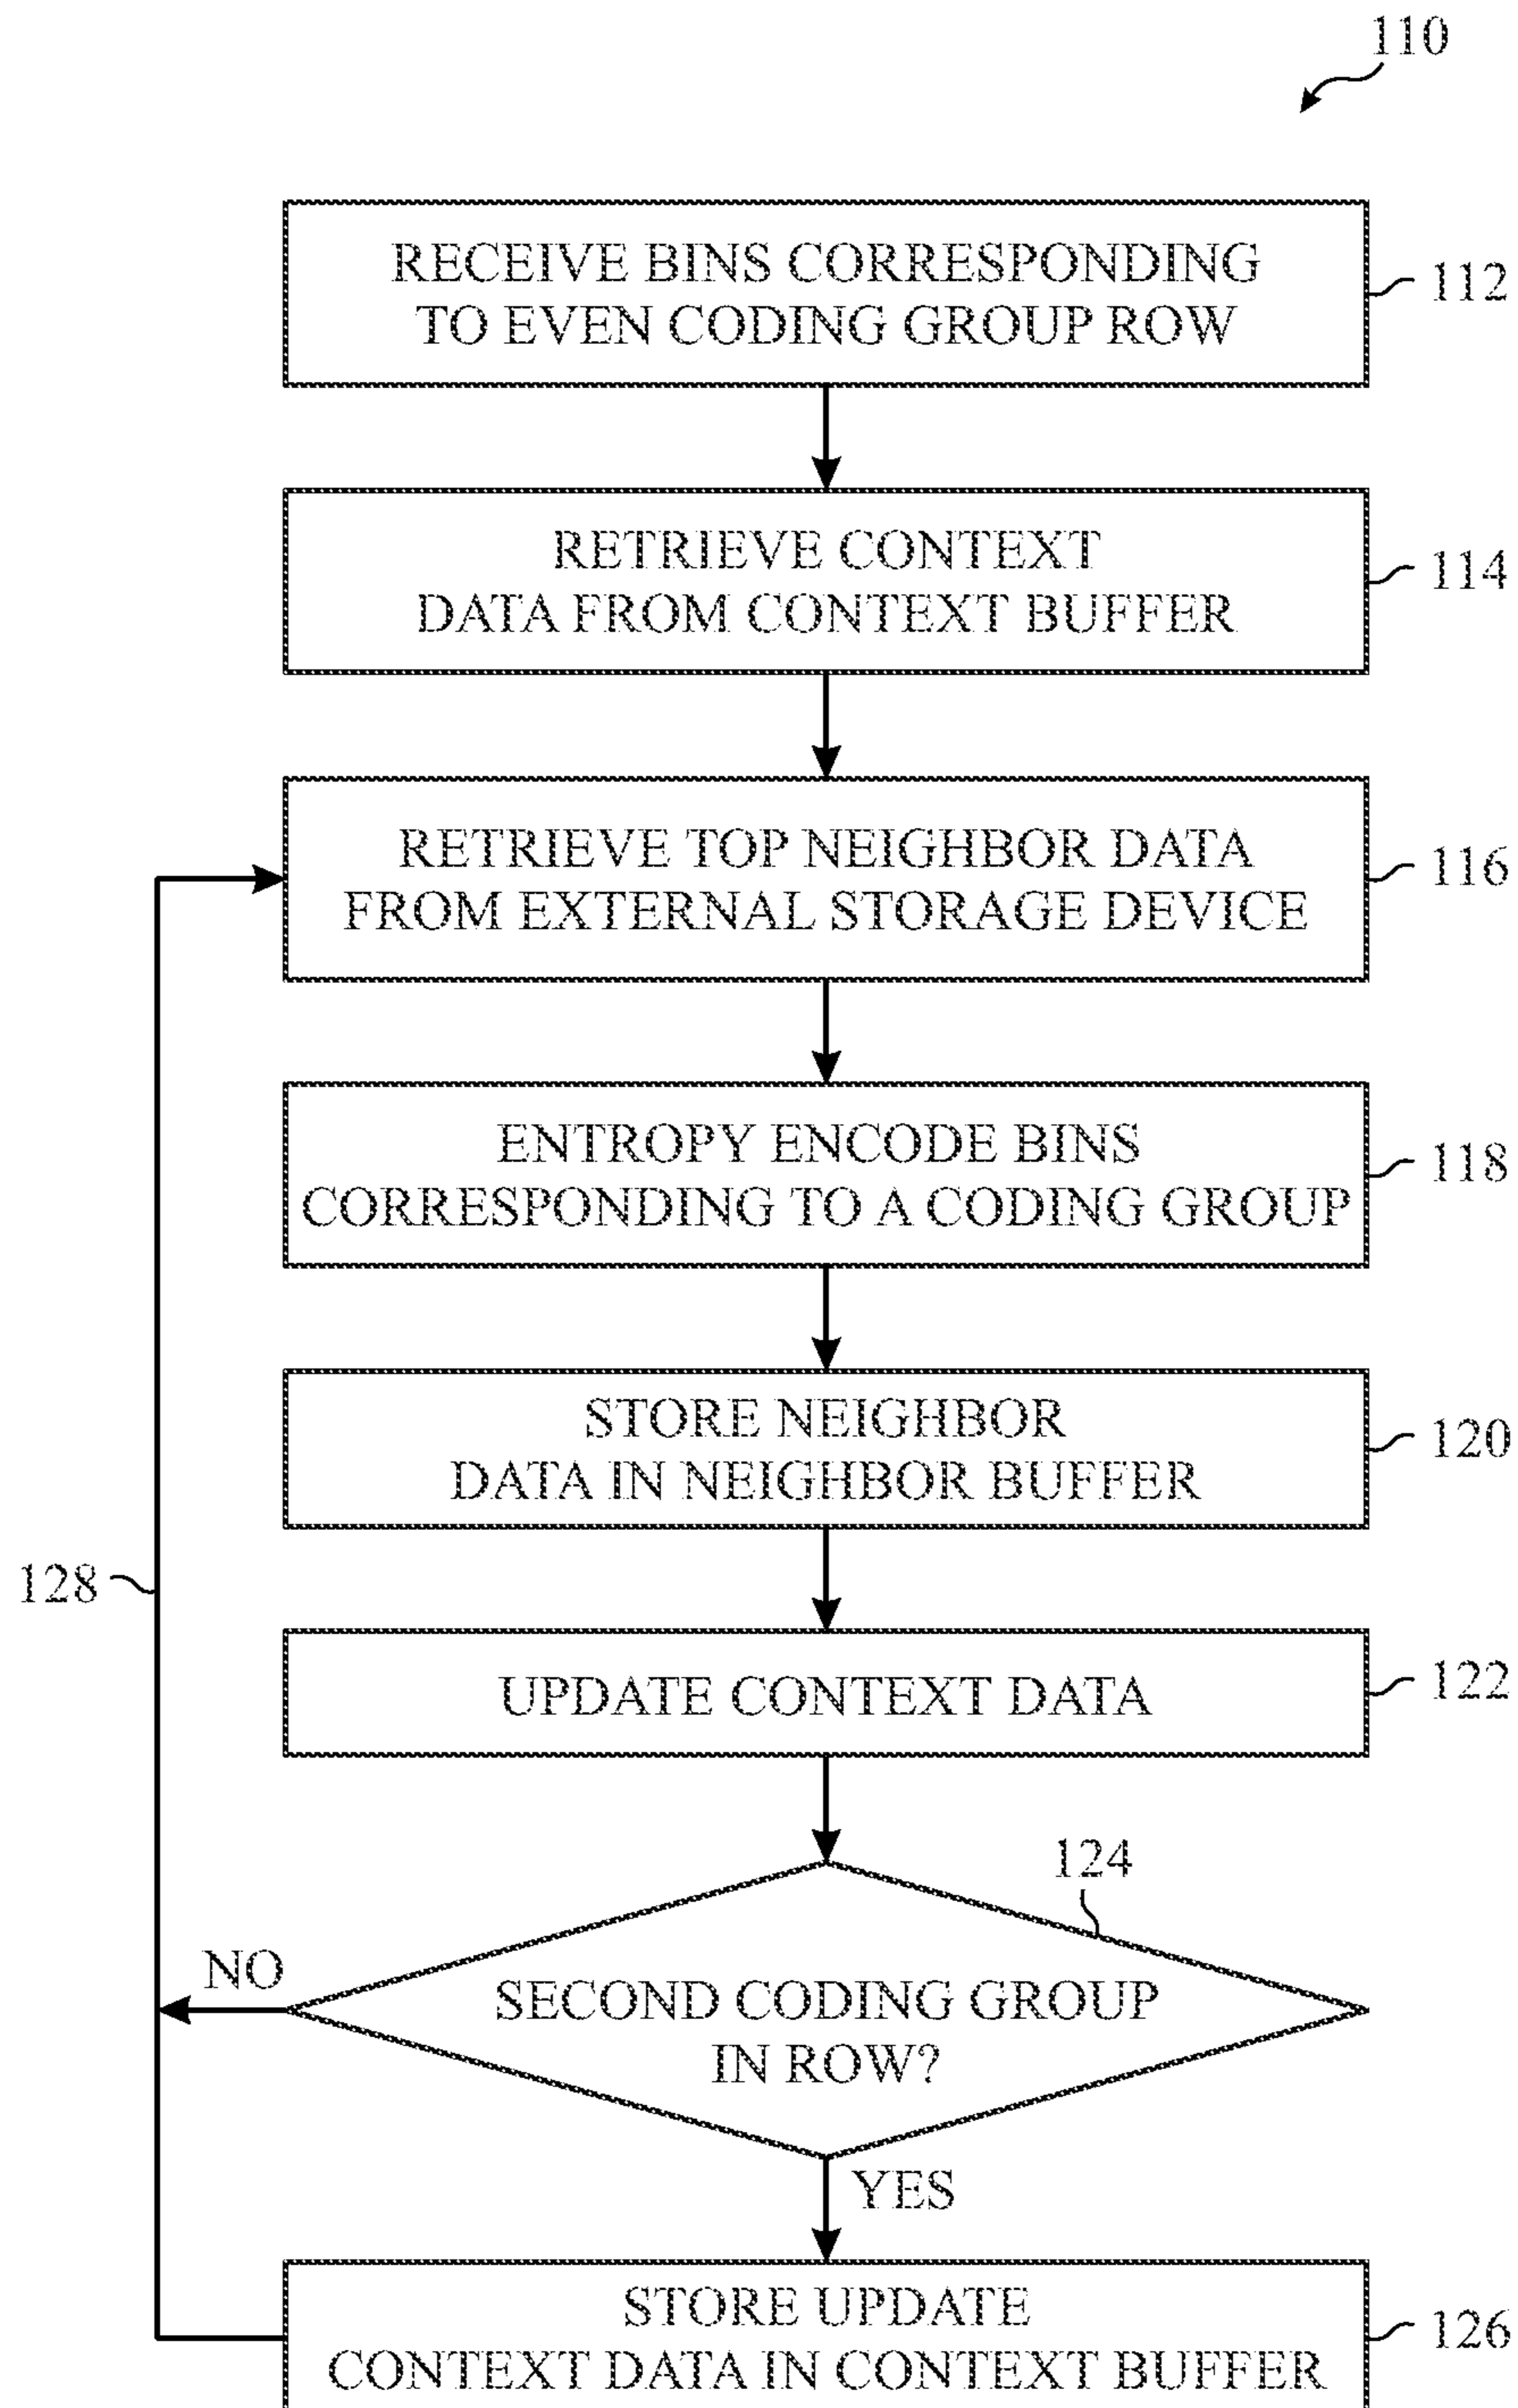 110
RECEIVE BINS CORRESPONDING
TO EVEN CODING GROUP ROW
112
RETRIEVE CONTEXT
DATA FROM CONTEXT BUFFER
114
RETRIEVE TOP NEIGHBOR DATA
FROM EXTERNAL STORAGE DEVICE
116
ENTROPY ENCODE BINS
CORRESPONDING TO A CODING GROUP
118
STORE NEIGHBOR
DATA IN NEIGHBOR BUFFER
120
128
UPDATE CONTEXT DATA
122
124
NO
SECOND CODING GROUP
IN ROW?
YES
STORE UPDATE
CONTEXT DATA IN CONTEXT BUFFER
126